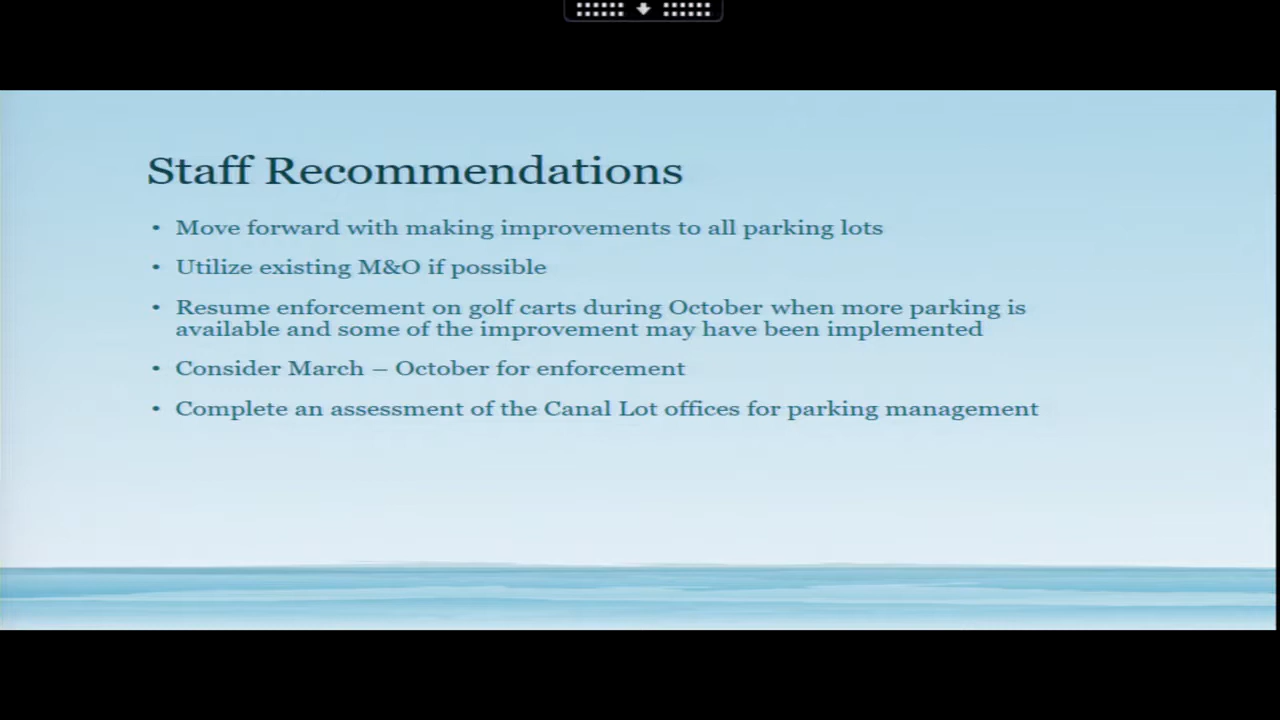 Staff Recommendations
• Move forward with making improvements to all parking lots
• Utilize existing M&O if possible
• Resume enforcement on golf carts during October when more parking is
available and some of the improvement may have been implemented
• Consider March – October for enforcement
• Complete an assessment of the Canal Lot offices for parking management